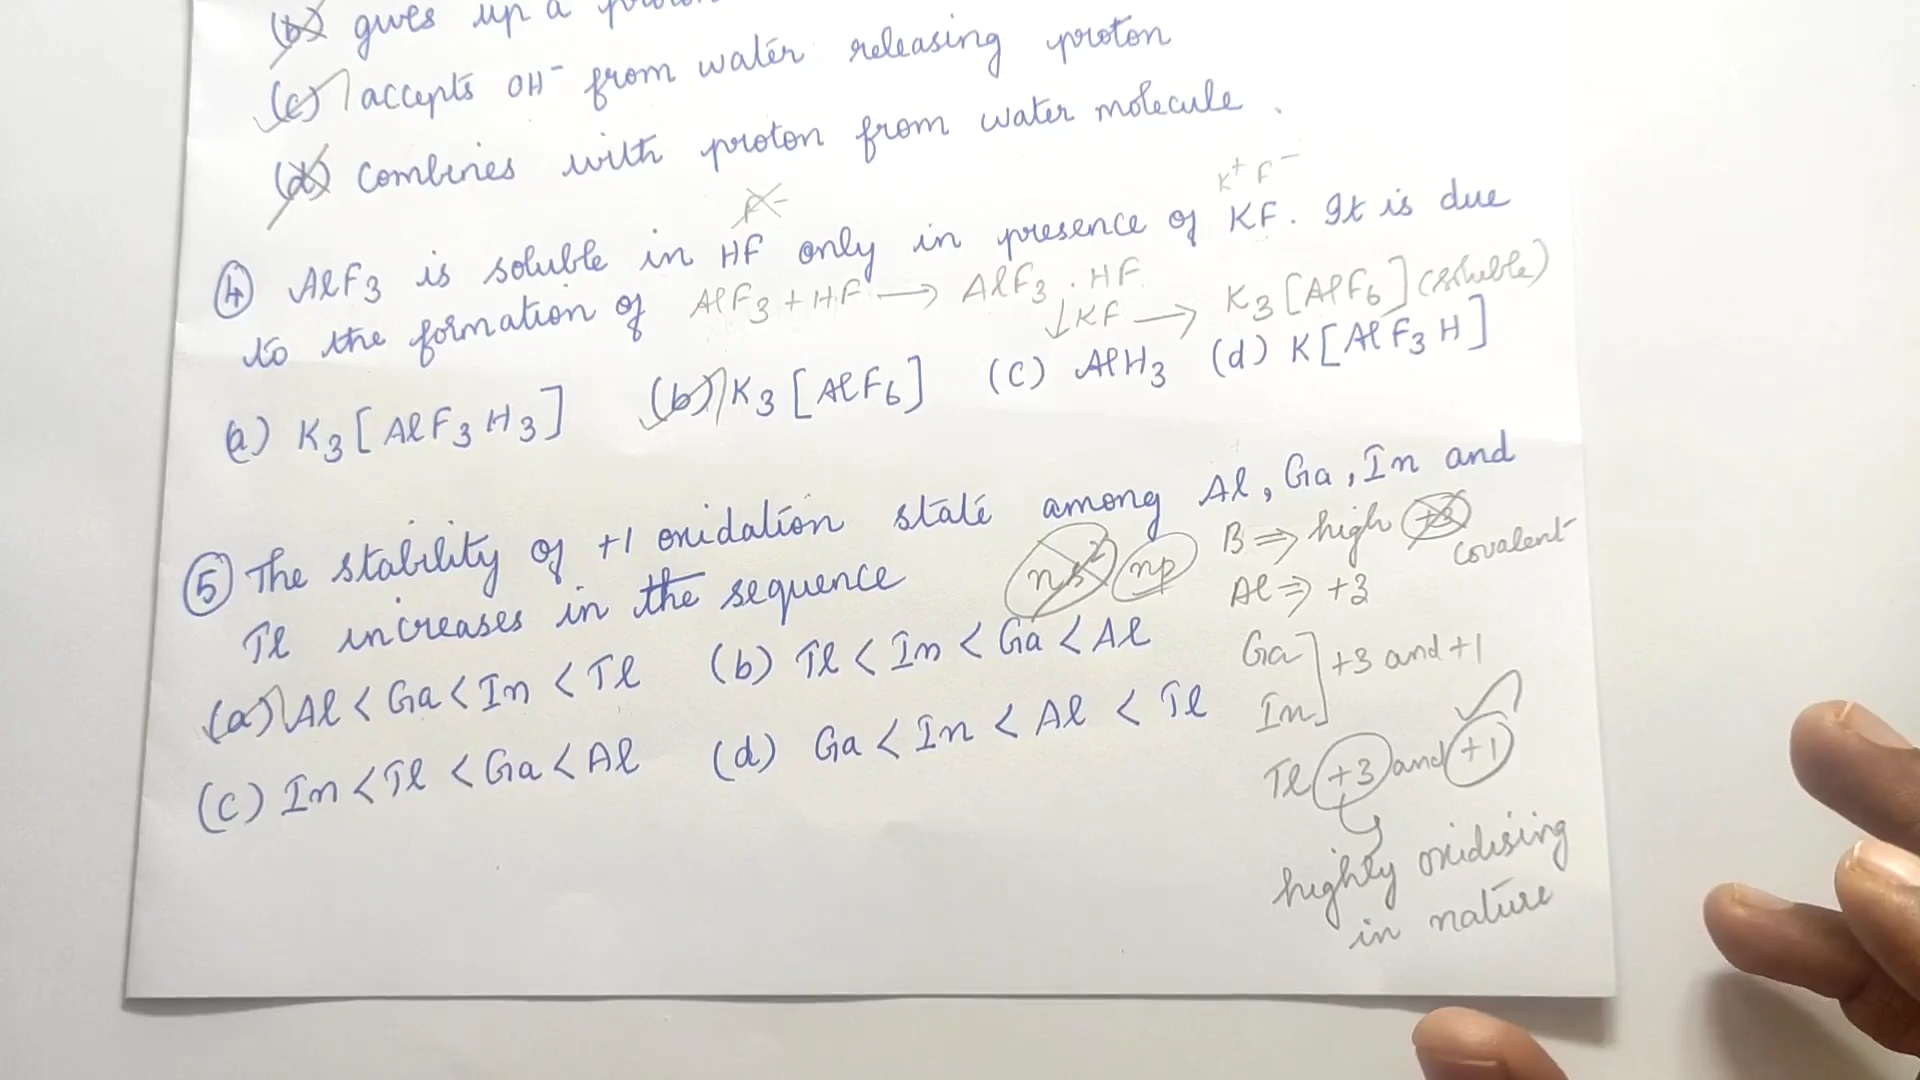 (b) gives up a
(c) accepts OH⁻ from water releasing proton
(d) combines with proton from water molecule.
F⁻
K⁺ F⁻
④ AlF₃ is soluble in HF only in presence of KF. It is due
to the formation of
AlF₃ + HF → AlF₃ . HF
↓KF → K₃[AlF₆] (soluble)
(a) K₃[AlF₃H₃] (b) K₃[AlF₆] (c) AlH₃ (d) K[AlF₃H]
⑤ The stability of +1 oxidation state among Al, Ga, In and
Tl increases in the sequence
ns² np
(a) Al < Ga < In < Tl (b) Tl < In < Ga < Al
(c) In < Tl < Ga < Al (d) Ga < In < Al < Tl
B ⇒ high +3 covalent
Al ⇒ +3
Ga ] +3 and +1
In
Tl +3 and +1
highly oxidising
in nature